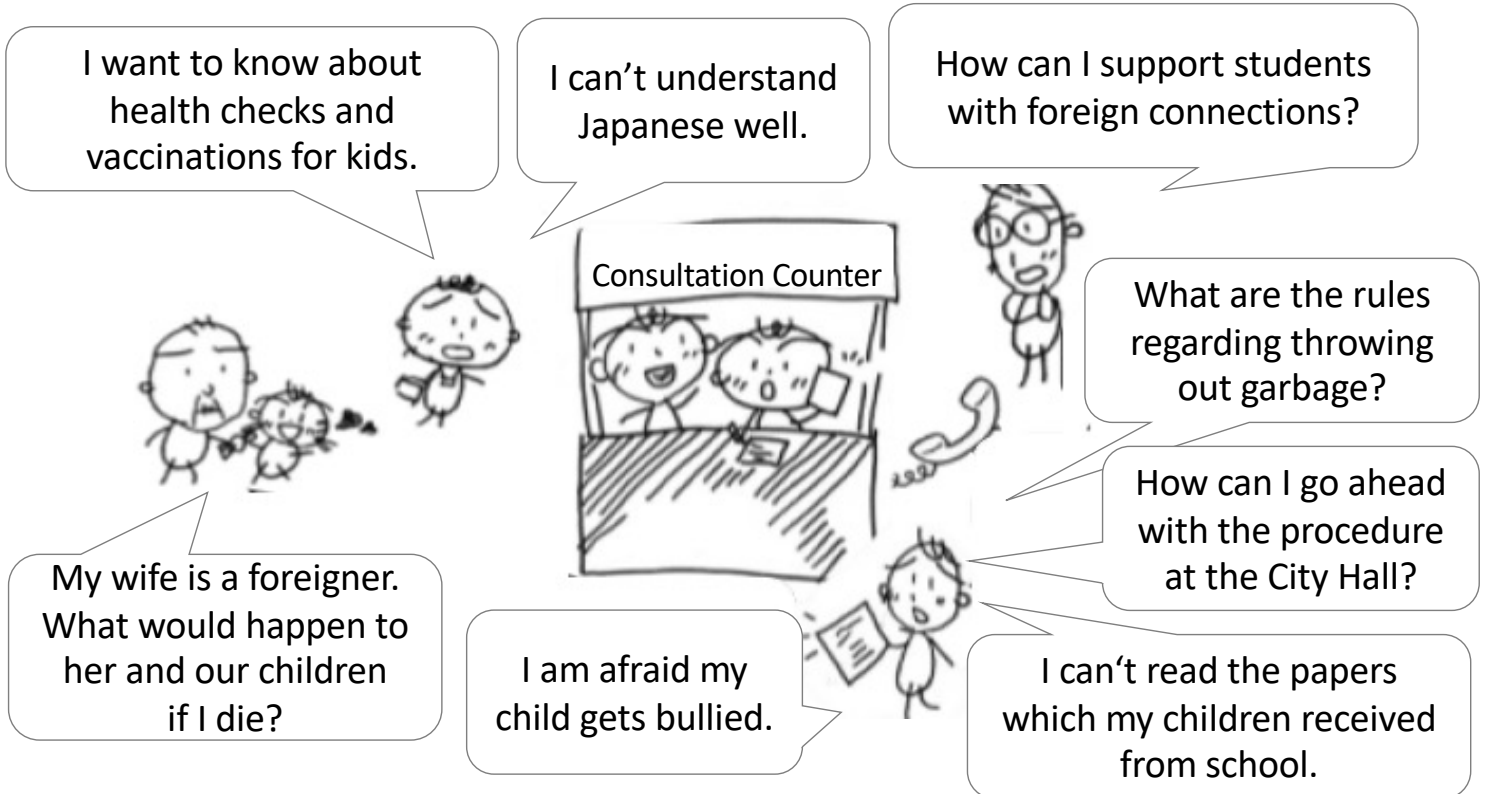 I want to know about
health checks and
vaccinations for kids.
I can’t understand
Japanese well.
How can I support students
with foreign connections?
Consultation Counter
What are the rules
regarding throwing
out garbage?
How can I go ahead
with the procedure
at the City Hall?
My wife is a foreigner.
What would happen to
her and our children
if I die?
I am afraid my
child gets bullied.
I can‘t read the papers
which my children received
from school.